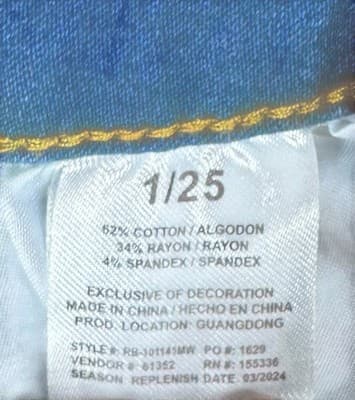 1/25
62% COTTON / ALGODON
34% RAYON / RAYON
4% SPANDEX / SPANDEX
EXCLUSIVE OF DECORATION
MADE IN CHINA / HECHO EN CHINA
PROD. LOCATION: GUANGDONG
STYLE #: RB-101145MW PO #: 1629
VENDOR #: 61352 RN #: 155336
SEASON REPLENISH DATE: 03/2024